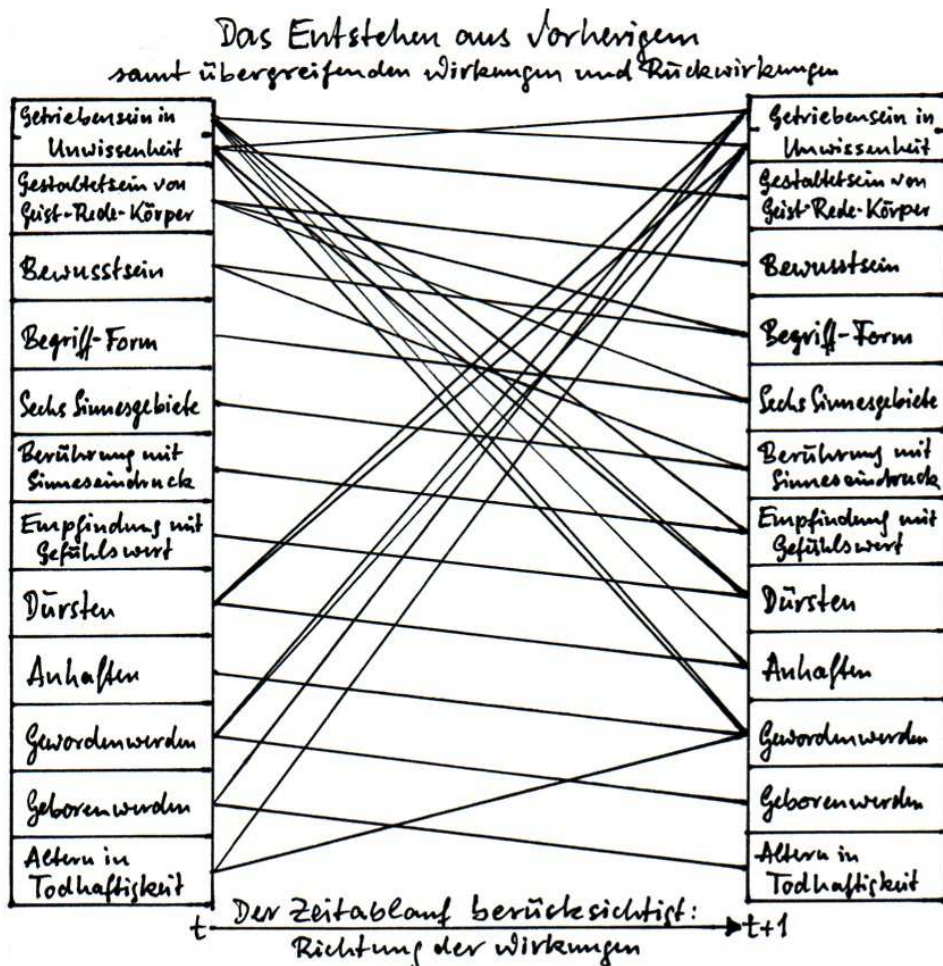 Das Entstehen aus Vorherigem
samt übergreifenden Wirkungen und Rückwirkungen
Getriebensein in
Unwissenheit
Gestaltetsein von
Geist-Rede-Körper
Bewusstsein
Begriff-Form
Sechs Sinnesgebiete
Berührung mit
Sinneseindruck
Empfindung mit
Gefühlswert
Dürsten
Anhaften
Gewordenwerden
Geborenwerden
Altern in
Todhaftigkeit
Getriebensein in
Unwissenheit
Gestaltetsein von
Geist-Rede-Körper
Bewusstsein
Begriff-Form
Sechs Sinnesgebiete
Berührung mit
Sinneseindruck
Empfindung mit
Gefühlswert
Dürsten
Anhaften
Gewordenwerden
Geborenwerden
Altern in
Todhaftigkeit
t Der Zeitablauf berücksichtigt: t+1
Richtung der Wirkungen